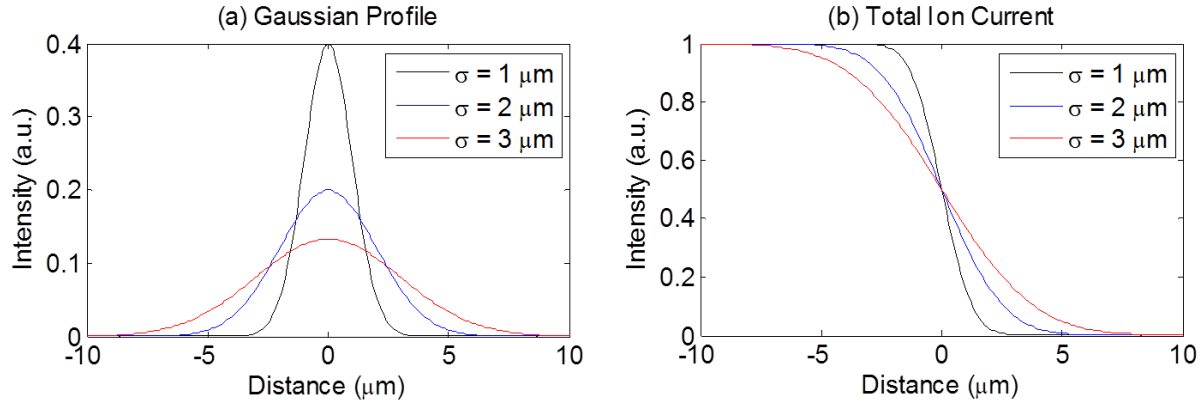 (a) Gaussian Profile
0.4
0.3
0.2
0.1
0
Intensity (a.u.)
σ = 1 μm
σ = 2 μm
σ = 3 μm
-10
-5
0
5
10
Distance (μm)
(b) Total Ion Current
1
0.8
0.6
0.4
0.2
0
Intensity (a.u.)
σ = 1 μm
σ = 2 μm
σ = 3 μm
-10
-5
0
5
10
Distance (μm)